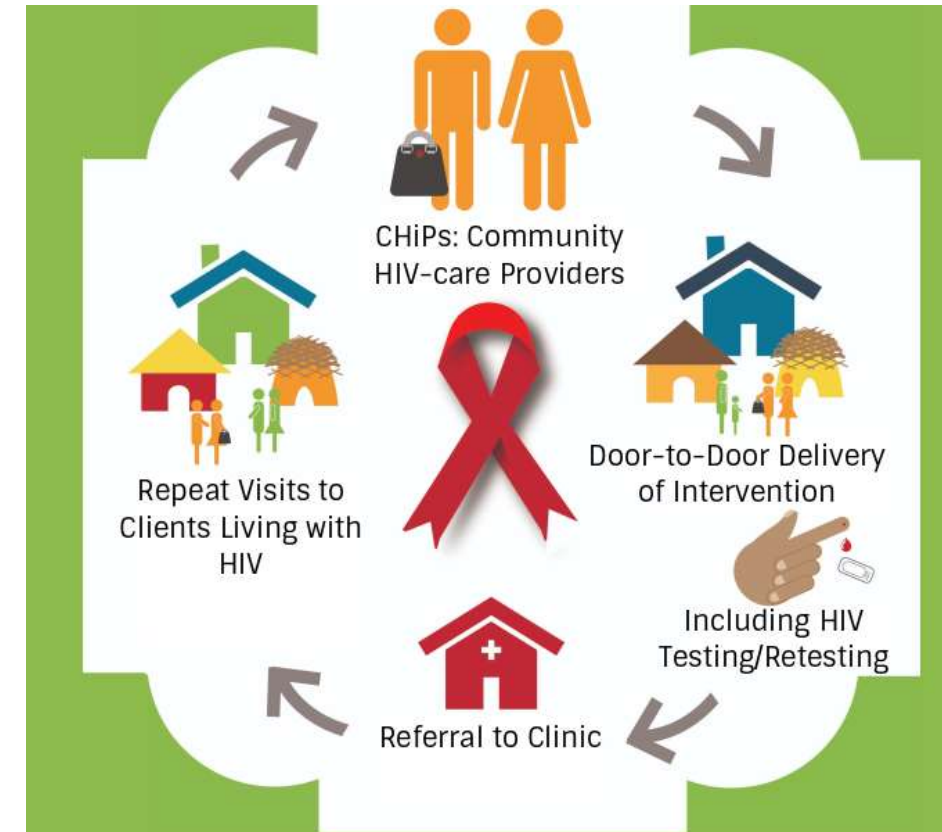 CHiPs: Community
HIV-care Providers
Door-to-Door Delivery
of Intervention
Including HIV
Testing/Retesting
Referral to Clinic
Repeat Visits to
Clients Living with
HIV